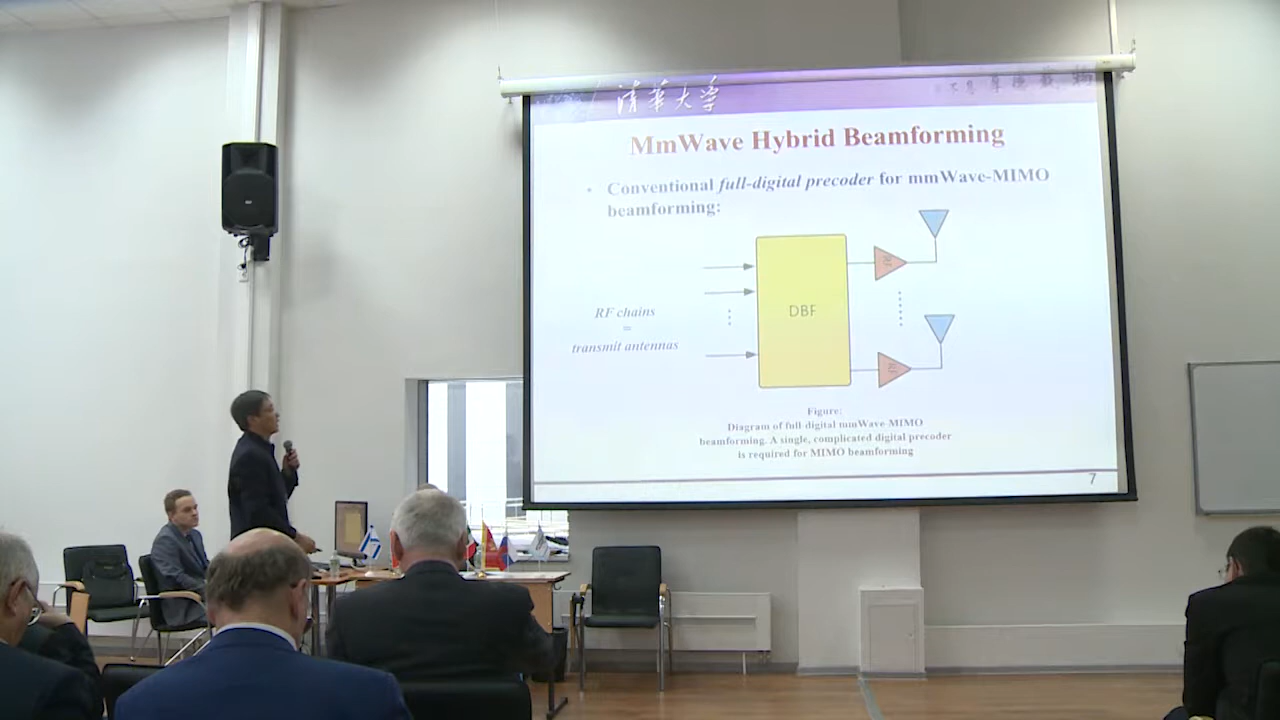 清华大学
MmWave Hybrid Beamforming
• Conventional full-digital precoder for mmWave-MIMO
beamforming:
RF chains
=
transmit antennas
DBF
Figure:
Diagram of full-digital mmWave-MIMO
beamforming. A single, complicated digital precoder
is required for MIMO beamforming
7